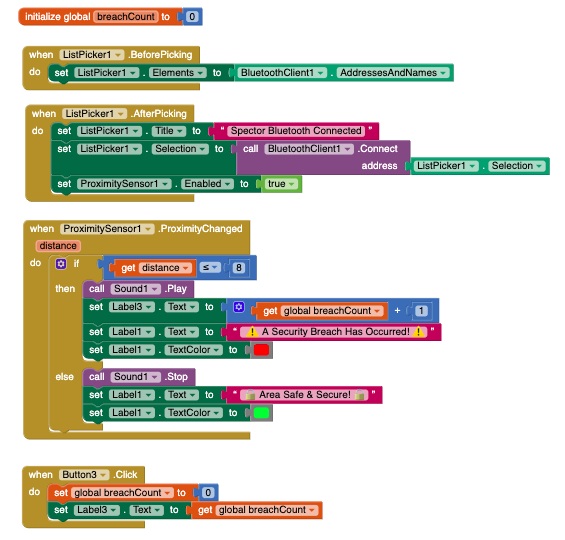 initialize global breachCount to 0
when ListPicker1 .BeforePicking
do set ListPicker1 . Elements to BluetoothClient1 . AddressesAndNames
when ListPicker1 .AfterPicking
do set ListPicker1 . Title to " Spector Bluetooth Connected "
set ListPicker1 . Selection to call BluetoothClient1 .Connect
address ListPicker1 . Selection
set ProximitySensor1 . Enabled to true
when ProximitySensor1 .ProximityChanged
distance
do if get distance ≤ 8
then call Sound1 .Play
set Label3 . Text to get global breachCount + 1
set Label1 . Text to " ⚠️ A Security Breach Has Occurred! ⚠️ "
set Label1 . TextColor to
else call Sound1 .Stop
set Label1 . Text to " Area Safe & Secure! "
set Label1 . TextColor to
when Button3 .Click
do set global breachCount to 0
set Label3 . Text to get global breachCount